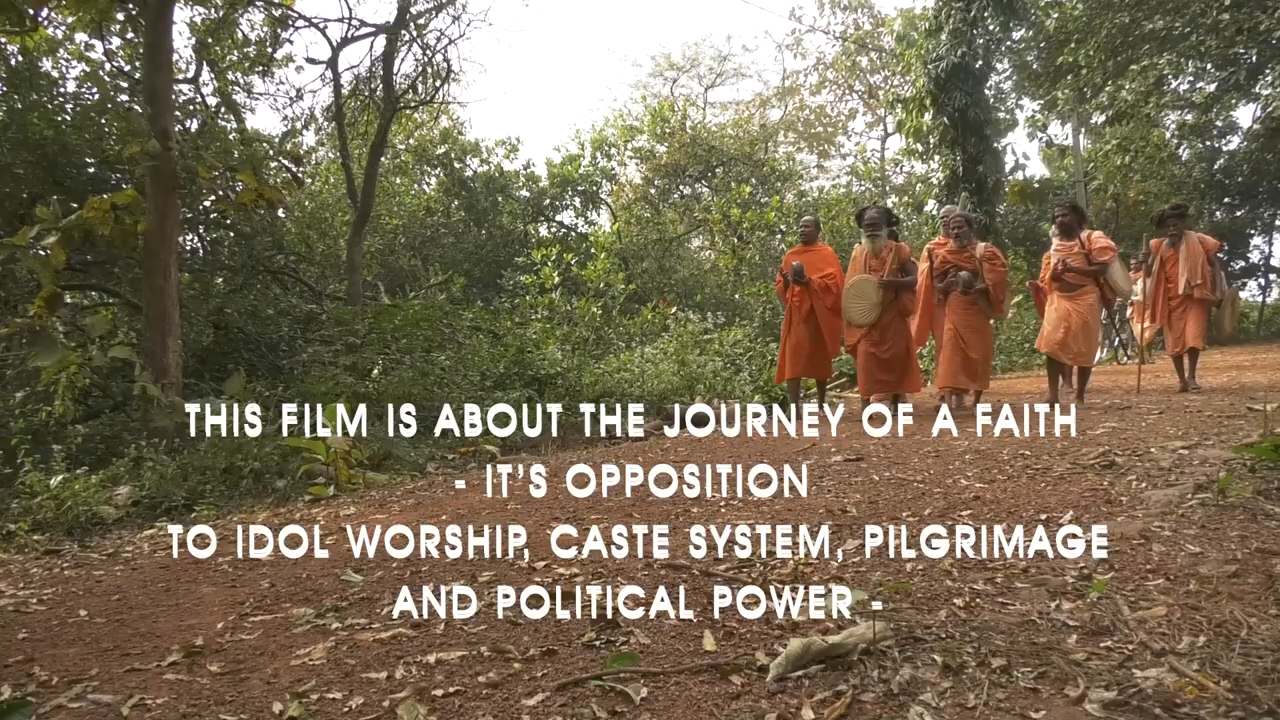 THIS FILM IS ABOUT THE JOURNEY OF A FAITH
- IT'S OPPOSITION
TO IDOL WORSHIP, CASTE SYSTEM, PILGRIMAGE
AND POLITICAL POWER -